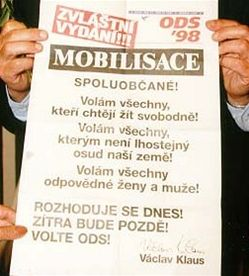 ZVLÁŠTNÍ
VYDÁNÍ!!!
ODS
'98
MOBILISACE
SPOLUOBČANÉ!
Volám všechny,
kteří chtějí žít svobodně!
Volám všechny,
kterým není lhostejný
osud naší země!
Volám všechny
odpovědné ženy a muže!
ROZHODUJE SE DNES!
ZÍTRA BUDE POZDĚ!
VOLTE ODS!
Václav Klaus
Václav Klaus